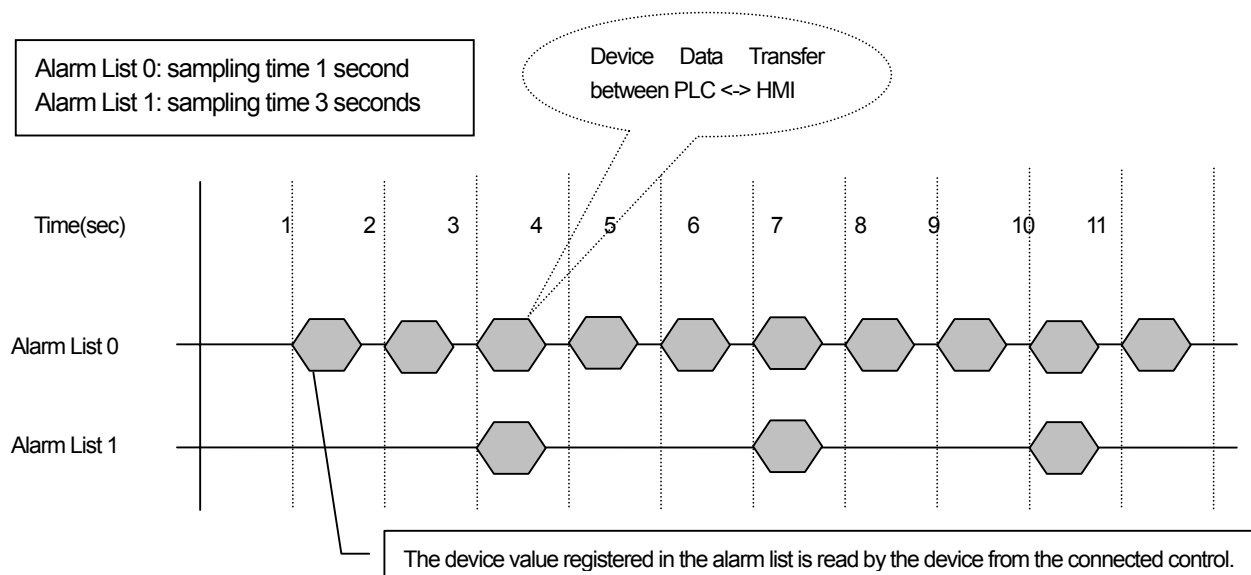 Alarm List 0: sampling time 1 second
Alarm List 1: sampling time 3 seconds
Device Data Transfer
between PLC <-> HMI
Time(sec) 1 2 3 4 5 6 7 8 9 10 11
Alarm List 0
Alarm List 1
The device value registered in the alarm list is read by the device from the connected control.